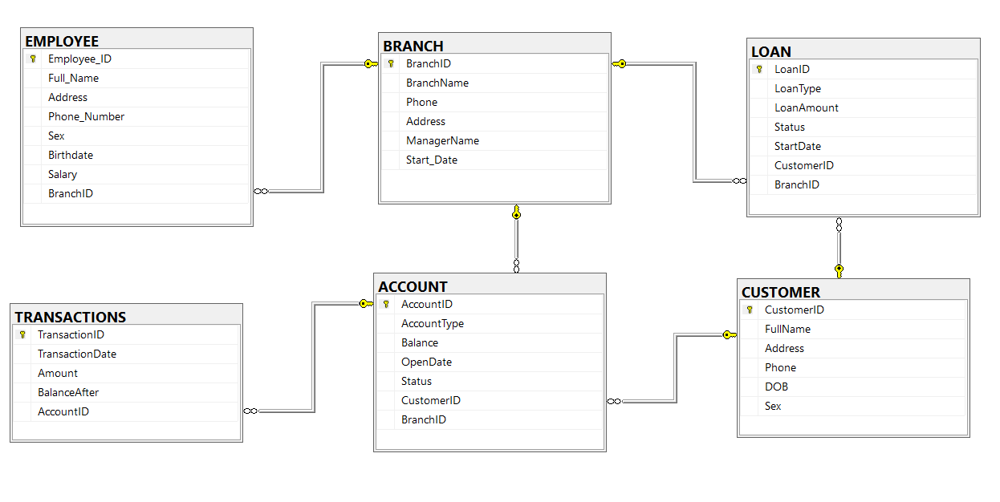 EMPLOYEE
Employee_ID
Full_Name
Address
Phone_Number
Sex
Birthdate
Salary
BranchID
BRANCH
BranchID
BranchName
Phone
Address
ManagerName
Start_Date
LOAN
LoanID
LoanType
LoanAmount
Status
StartDate
CustomerID
BranchID
TRANSACTIONS
TransactionID
TransactionDate
Amount
BalanceAfter
AccountID
ACCOUNT
AccountID
AccountType
Balance
OpenDate
Status
CustomerID
BranchID
CUSTOMER
CustomerID
FullName
Address
Phone
DOB
Sex